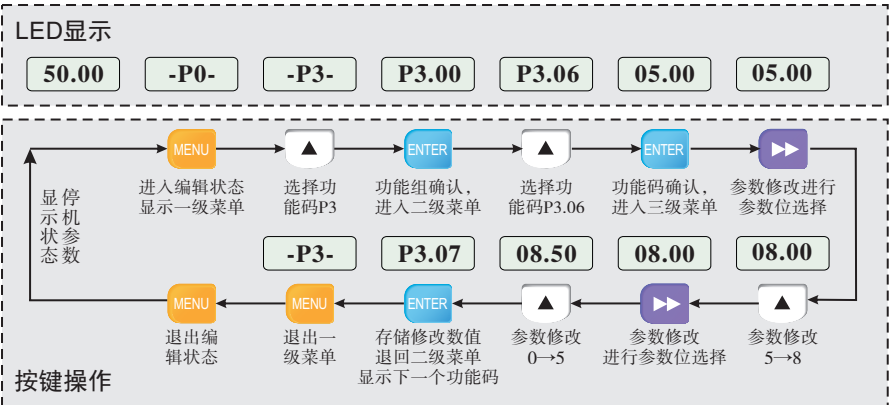 LED显示
50.00
-P0-
-P3-
P3.00
P3.06
05.00
05.00
MENU
ENTER
ENTER
进入编辑状态
显示一级菜单
选择功
能码P3
功能组确认，
进入二级菜单
选择功
能码P3.06
功能码确认，
进入三级菜单
参数修改进行
参数位选择
停机参数
显示状态
-P3-
P3.07
08.50
08.00
08.00
MENU
MENU
ENTER
退出编
辑状态
退出一
级菜单
存储修改数值
退回二级菜单
显示下一个功能码
参数修改
0→5
参数修改
进行参数位选择
参数修改
5→8
按键操作